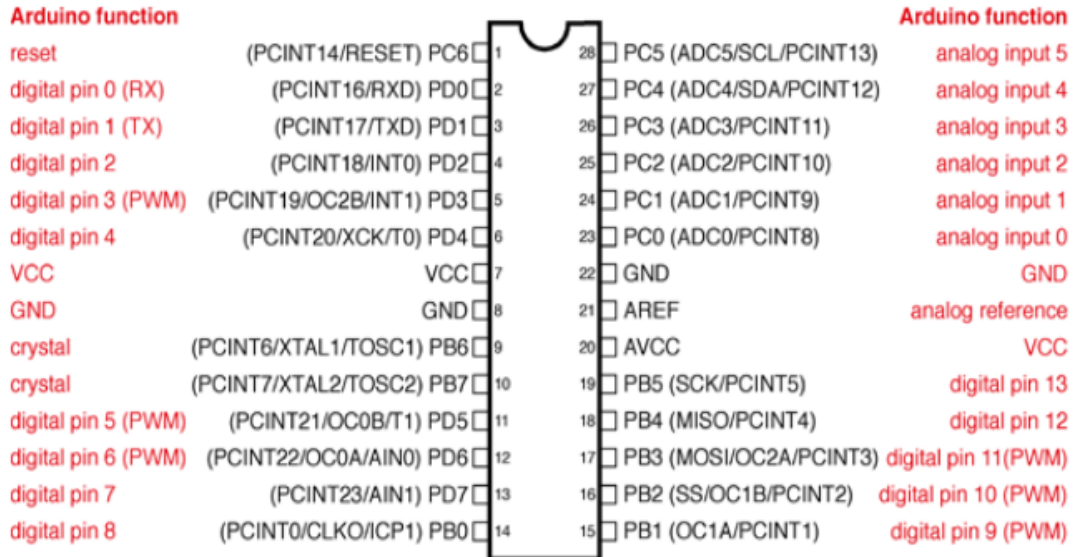 Arduino function Arduino function
reset (PCINT14/RESET) PC6 1 28 PC5 (ADC5/SCL/PCINT13) analog input 5
digital pin 0 (RX) (PCINT16/RXD) PD0 2 27 PC4 (ADC4/SDA/PCINT12) analog input 4
digital pin 1 (TX) (PCINT17/TXD) PD1 3 26 PC3 (ADC3/PCINT11) analog input 3
digital pin 2 (PCINT18/INT0) PD2 4 25 PC2 (ADC2/PCINT10) analog input 2
digital pin 3 (PWM) (PCINT19/OC2B/INT1) PD3 5 24 PC1 (ADC1/PCINT9) analog input 1
digital pin 4 (PCINT20/XCK/T0) PD4 6 23 PC0 (ADC0/PCINT8) analog input 0
VCC VCC 7 22 GND GND
GND GND 8 21 AREF analog reference
crystal (PCINT6/XTAL1/TOSC1) PB6 9 20 AVCC VCC
crystal (PCINT7/XTAL2/TOSC2) PB7 10 19 PB5 (SCK/PCINT5) digital pin 13
digital pin 5 (PWM) (PCINT21/OC0B/T1) PD5 11 18 PB4 (MISO/PCINT4) digital pin 12
digital pin 6 (PWM) (PCINT22/OC0A/AIN0) PD6 12 17 PB3 (MOSI/OC2A/PCINT3) digital pin 11(PWM)
digital pin 7 (PCINT23/AIN1) PD7 13 16 PB2 (SS/OC1B/PCINT2) digital pin 10 (PWM)
digital pin 8 (PCINT0/CLKO/ICP1) PB0 14 15 PB1 (OC1A/PCINT1) digital pin 9 (PWM)